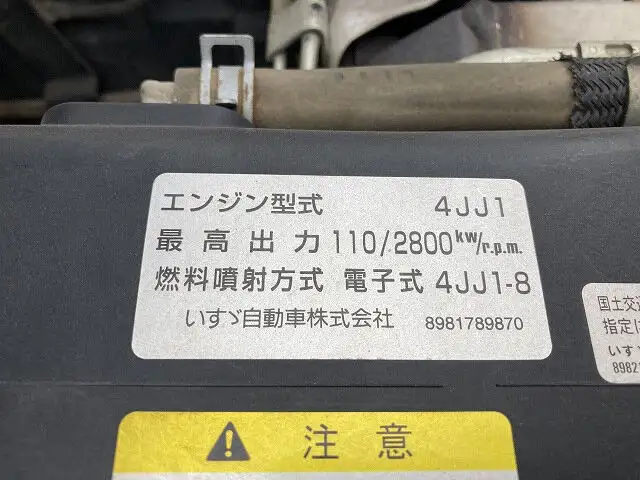 エンジン型式 4JJ1
最高出力 110/2800 kW/r.p.m.
燃料噴射方式 電子式 4JJ1-8
いすゞ自動車株式会社 8981789870
国土交
指定
いすゞ
8982
注意